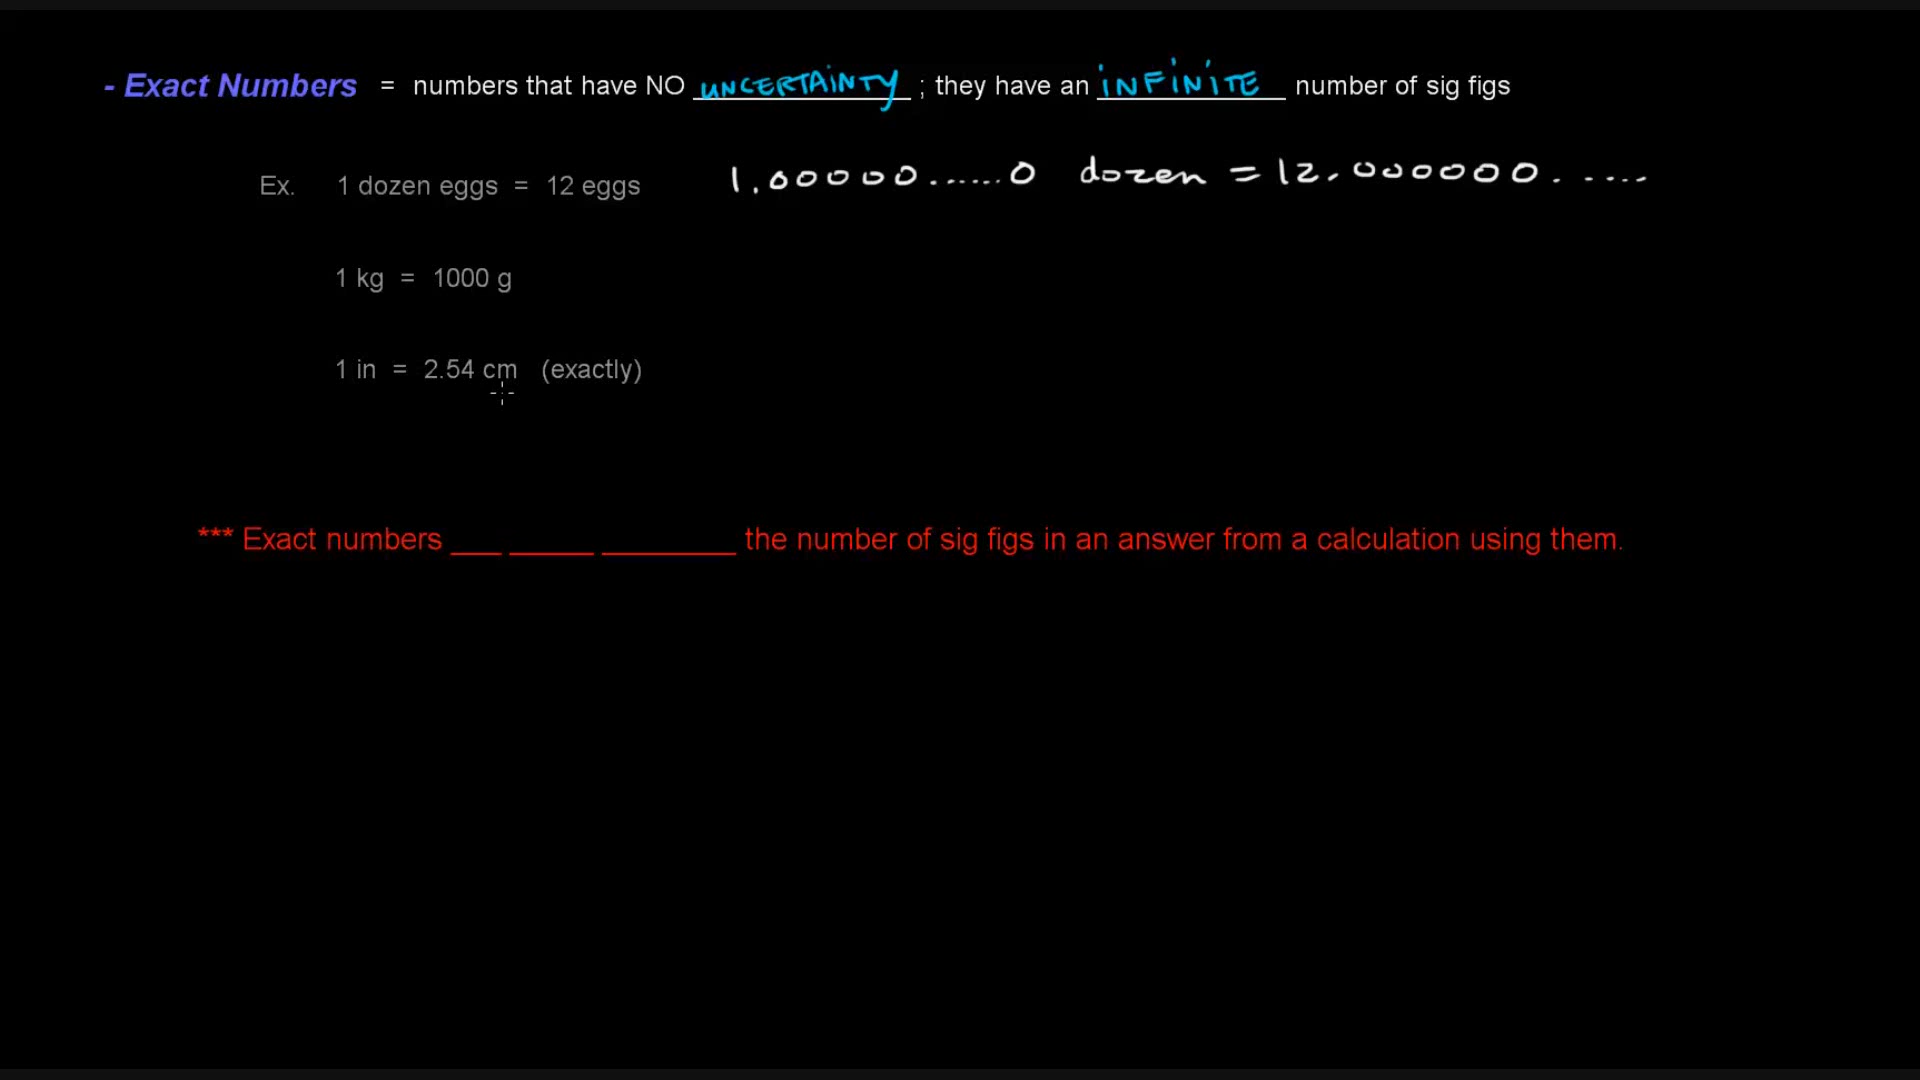 - Exact Numbers = numbers that have NO UNCERTAINTY ; they have an INFINITE number of sig figs
Ex. 1 dozen eggs = 12 eggs 1.00000......0 dozen = 12.000000.....
1 kg = 1000 g
1 in = 2.54 cm (exactly)
*** Exact numbers ___ _____ ________ the number of sig figs in an answer from a calculation using them.